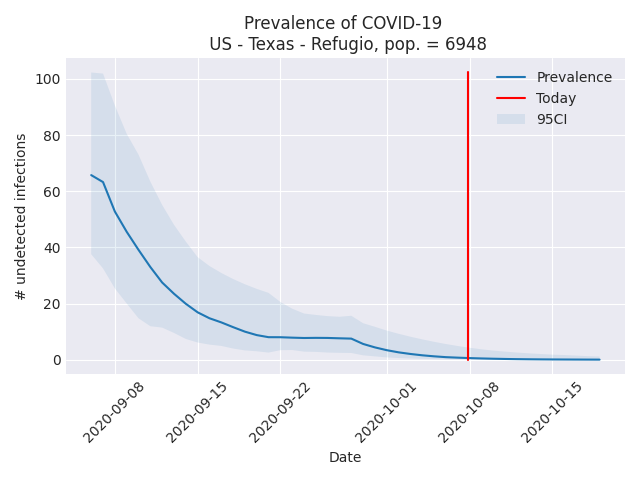 Prevalence of COVID-19
US - Texas - Refugio, pop. = 6948
Prevalence
Today
95CI
# undetected infections
100
80
60
40
20
0
2020-09-08
2020-09-15
2020-09-22
2020-10-01
2020-10-08
2020-10-15
Date